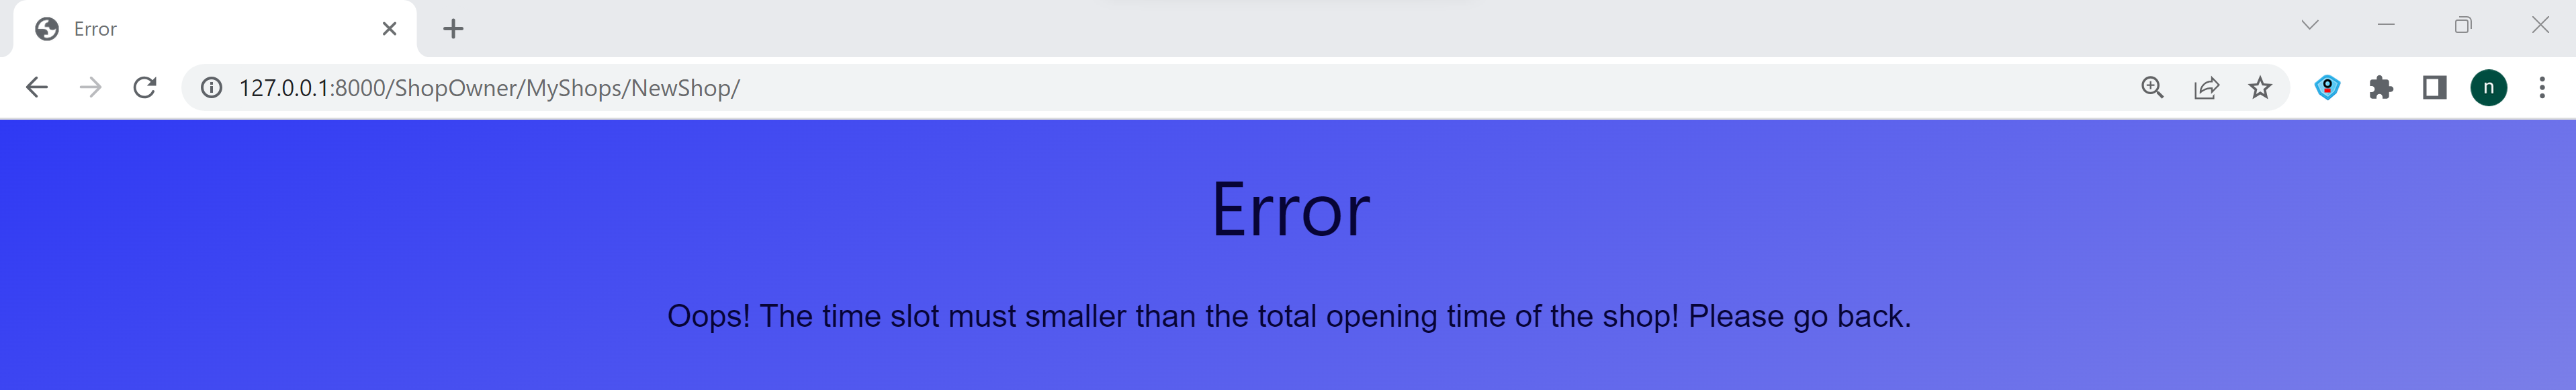 Error
127.0.0.1:8000/ShopOwner/MyShops/NewShop/
n
Error
Oops! The time slot must smaller than the total opening time of the shop! Please go back.